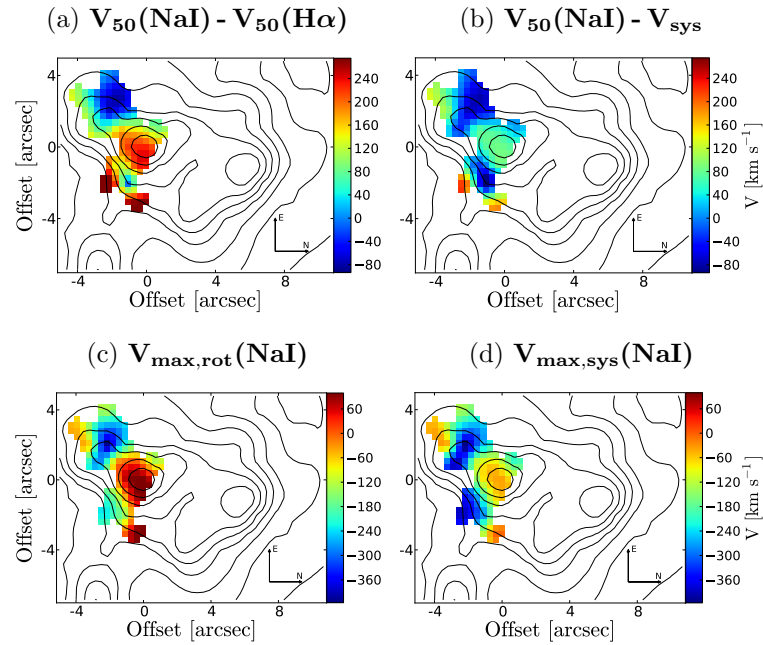 (a) V50(NaI) - V50(Hα)
(b) V50(NaI) - Vsys
4
0
−4
Offset [arcsec]
E
N
-4
0
4
8
Offset [arcsec]
240
200
160
120
80
40
0
−40
−80
4
0
−4
Offset [arcsec]
E
N
-4
0
4
8
Offset [arcsec]
240
200
160
120
80
40
0
−40
−80
V [km s−1]
(c) Vmax,rot(NaI)
(d) Vmax,sys(NaI)
4
0
−4
Offset [arcsec]
E
N
-4
0
4
8
Offset [arcsec]
60
0
−60
−120
−180
−240
−300
−360
4
0
−4
E
N
-4
0
4
8
Offset [arcsec]
60
0
−60
−120
−180
−240
−300
−360
V [km s−1]